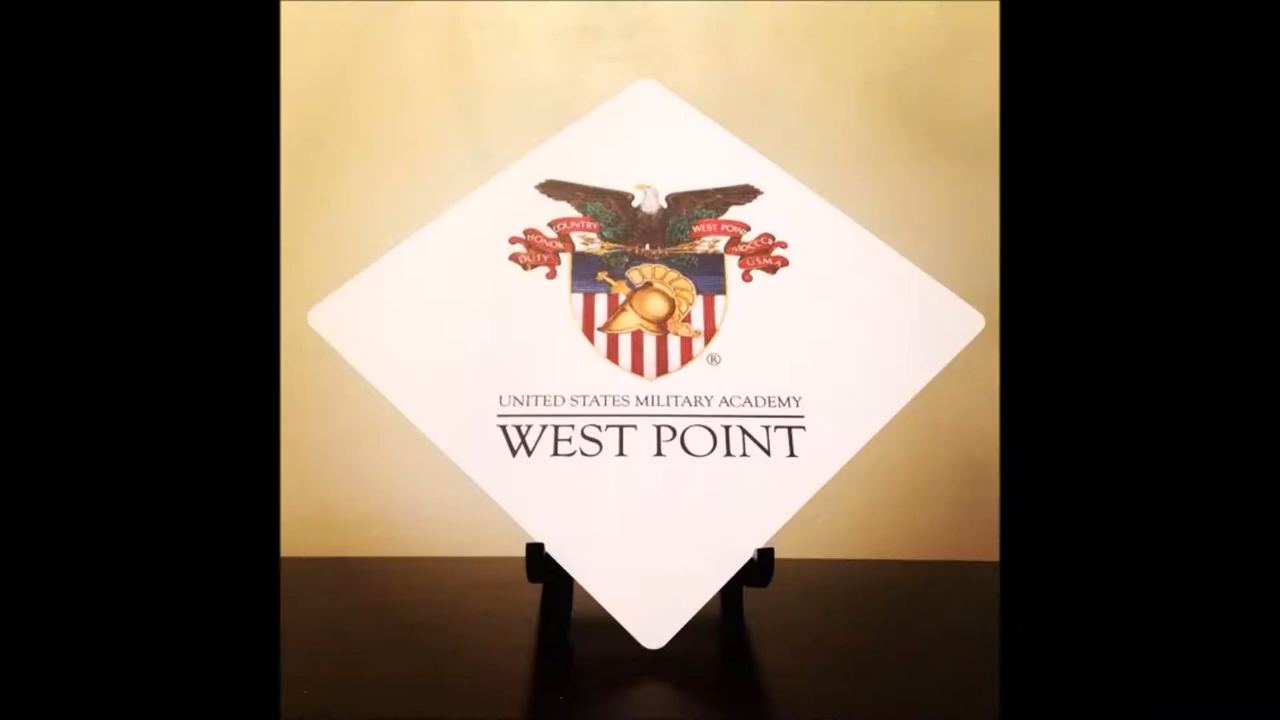 COUNTRY
HONOR
DUTY
WEST POINT
MDCCCII
USMA
®
UNITED STATES MILITARY ACADEMY
WEST POINT